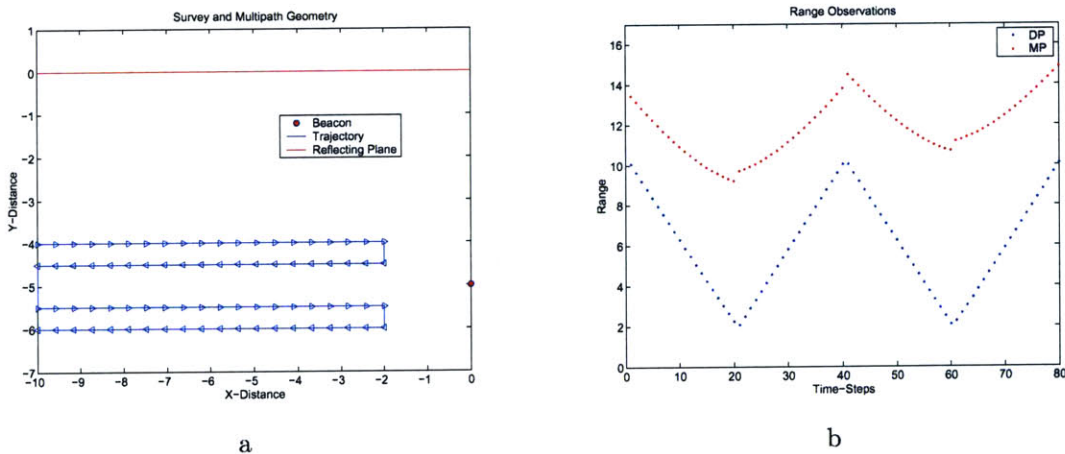 Survey and Multipath Geometry
1
0
−1
−2
−3
−4
−5
−6
−7
Y−Distance
Beacon
Trajectory
Reflecting Plane
−10 −9 −8 −7 −6 −5 −4 −3 −2 −1 0
X−Distance
a
Range Observations
16
14
12
10
8
6
4
2
0
Range
DP
MP
0 10 20 30 40 50 60 70 80
Time−Steps
b